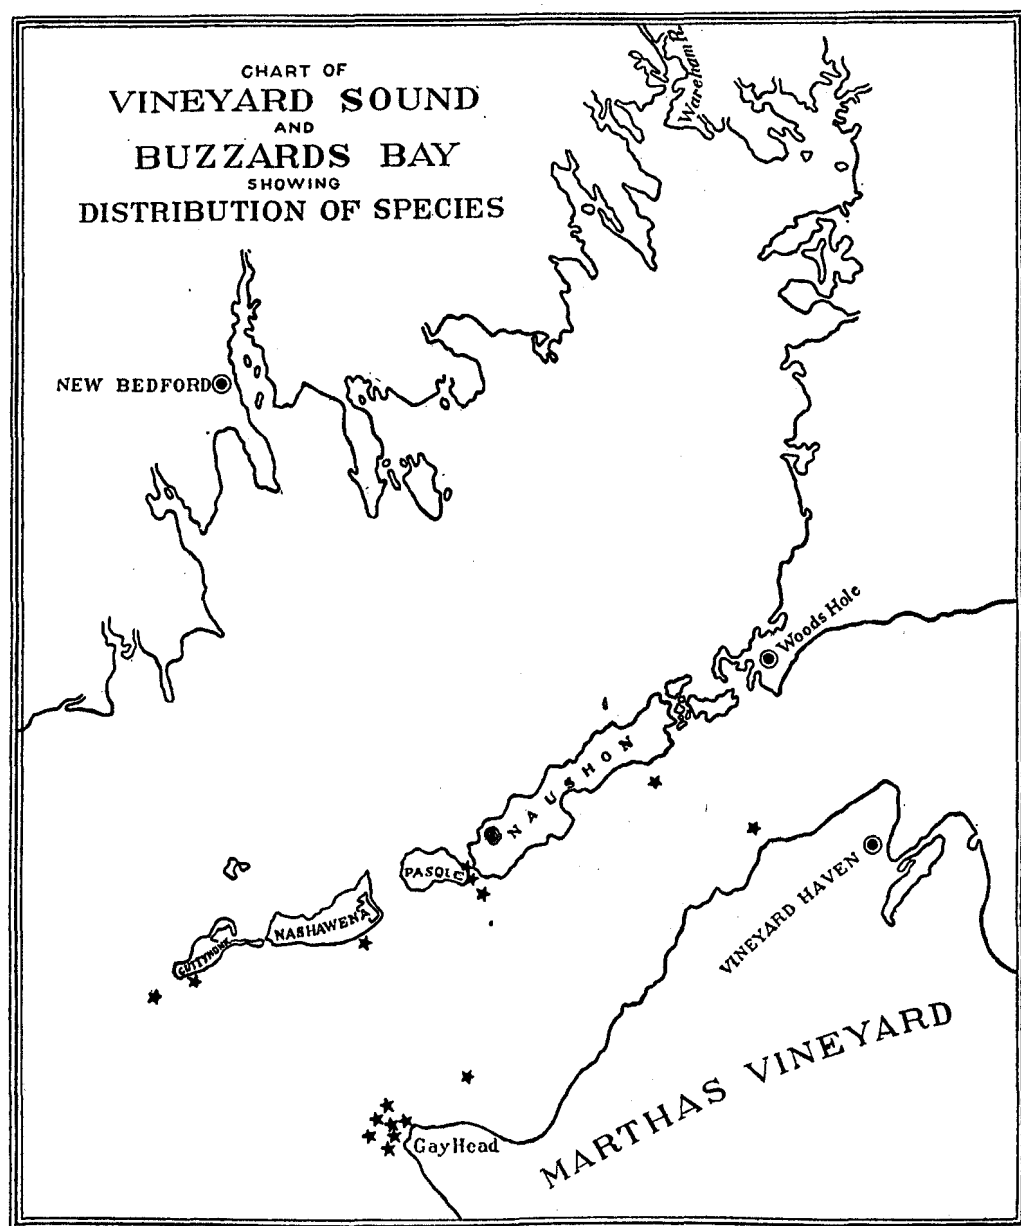 CHART OF
VINEYARD SOUND
AND
BUZZARDS BAY
SHOWING
DISTRIBUTION OF SPECIES
Wareham R.
NEW BEDFORD
Woods Hole
NAUSHON
PASQUE
VINEYARD HAVEN
NASHAWENA
CUTTYHUNK
MARTHAS VINEYARD
Gay Head